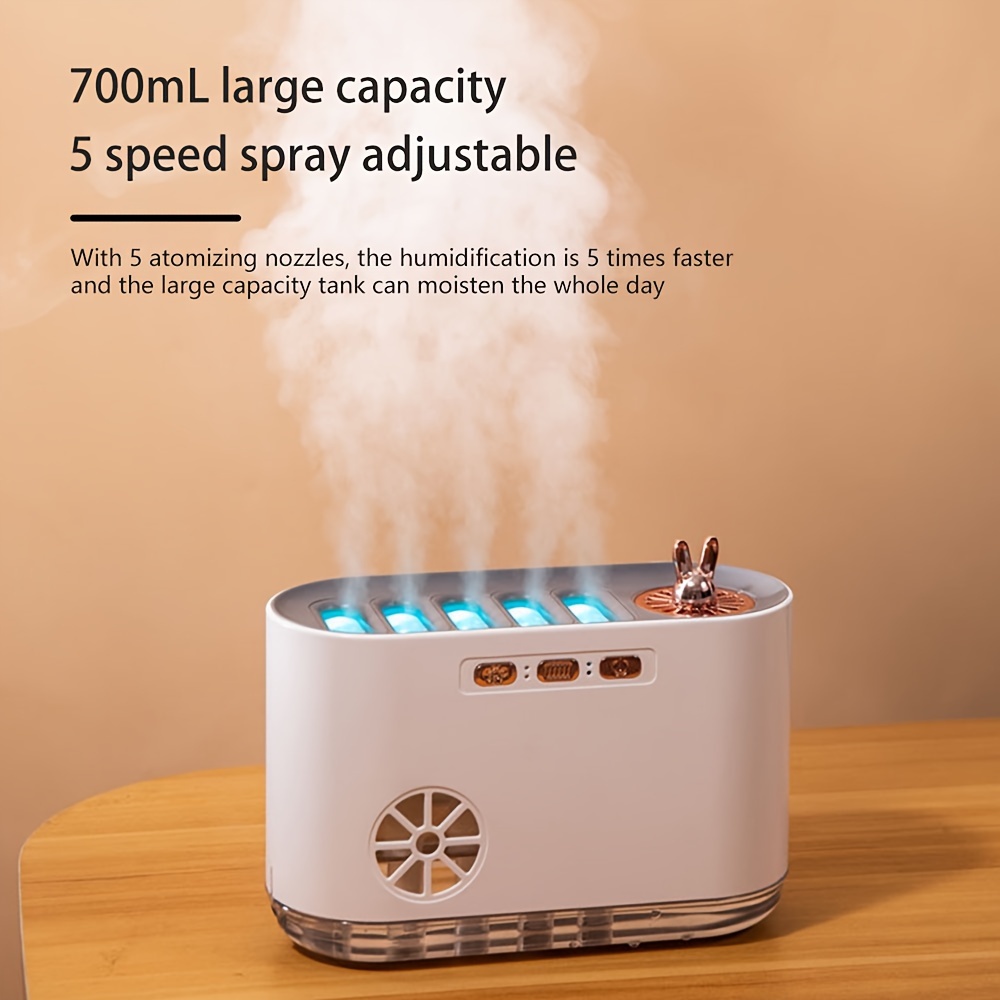 700mL large capacity
5 speed spray adjustable
With 5 atomizing nozzles, the humidification is 5 times faster
and the large capacity tank can moisten the whole day